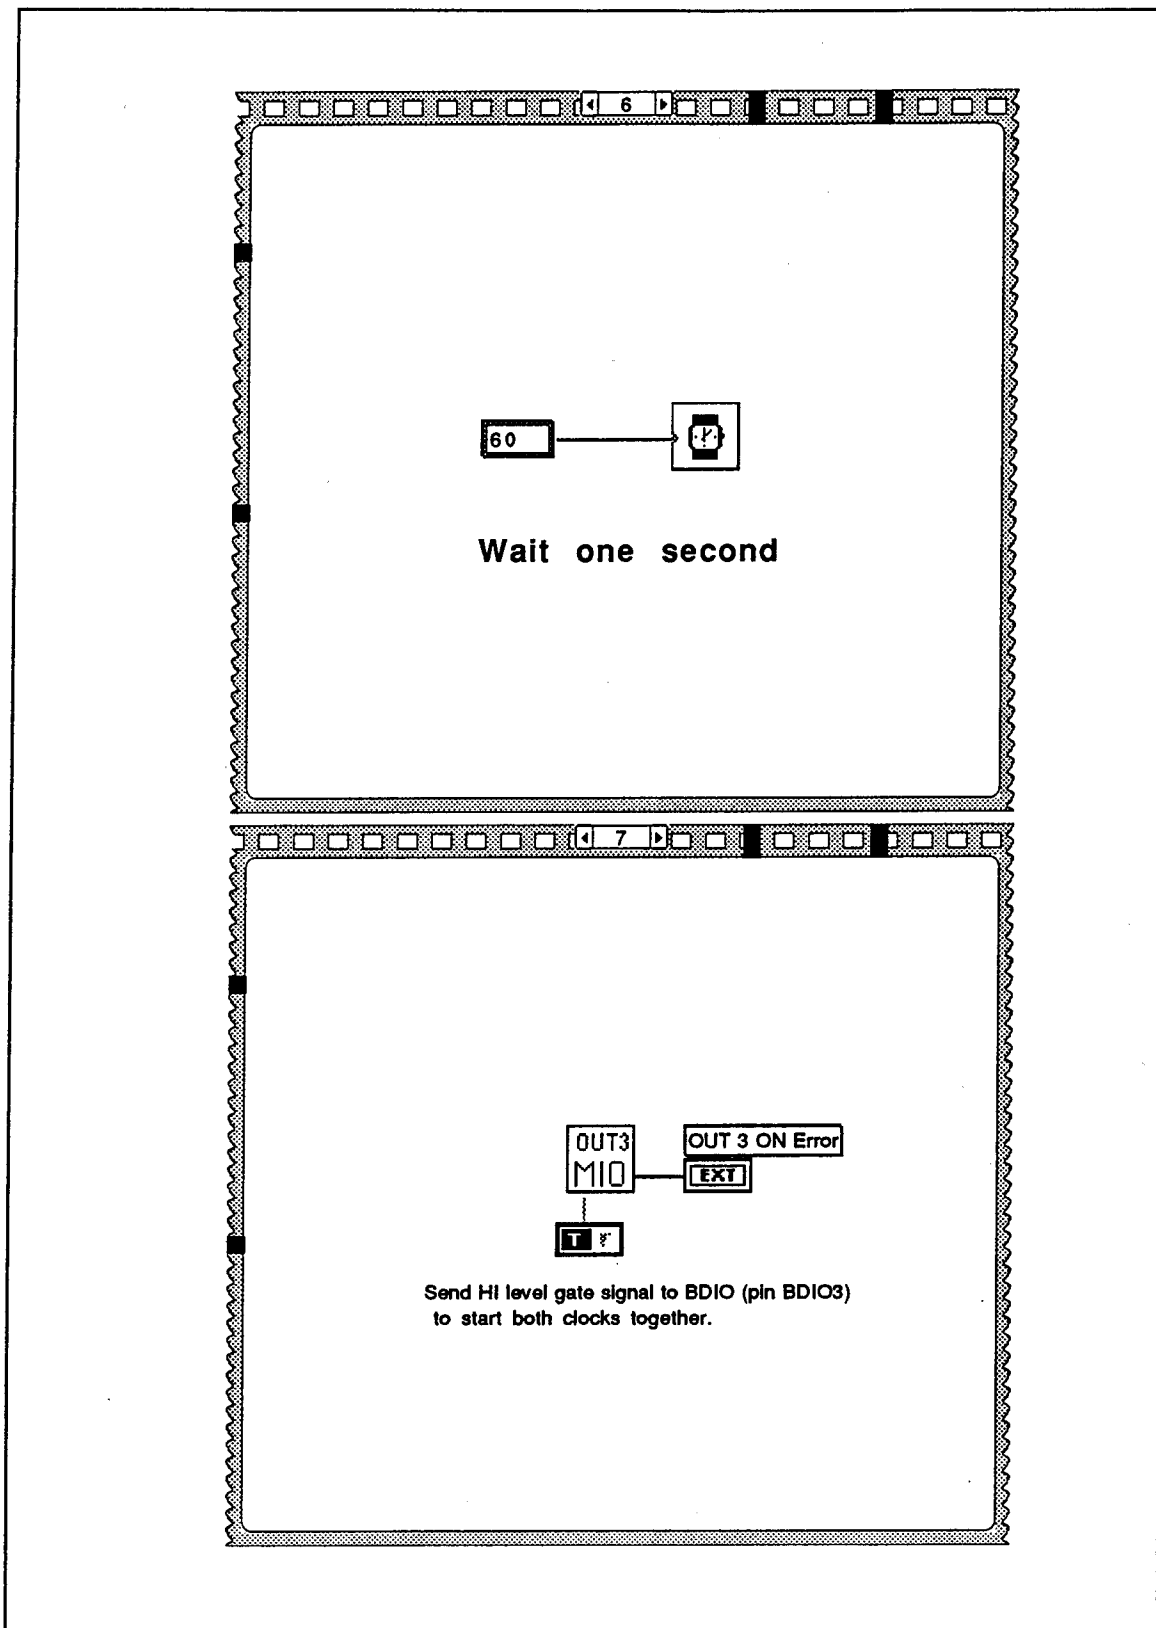 6
60
Wait one second
7
OUT3
MIO
OUT 3 ON Error
EXT
T
Send HI level gate signal to BDIO (pin BDIO3)
to start both clocks together.